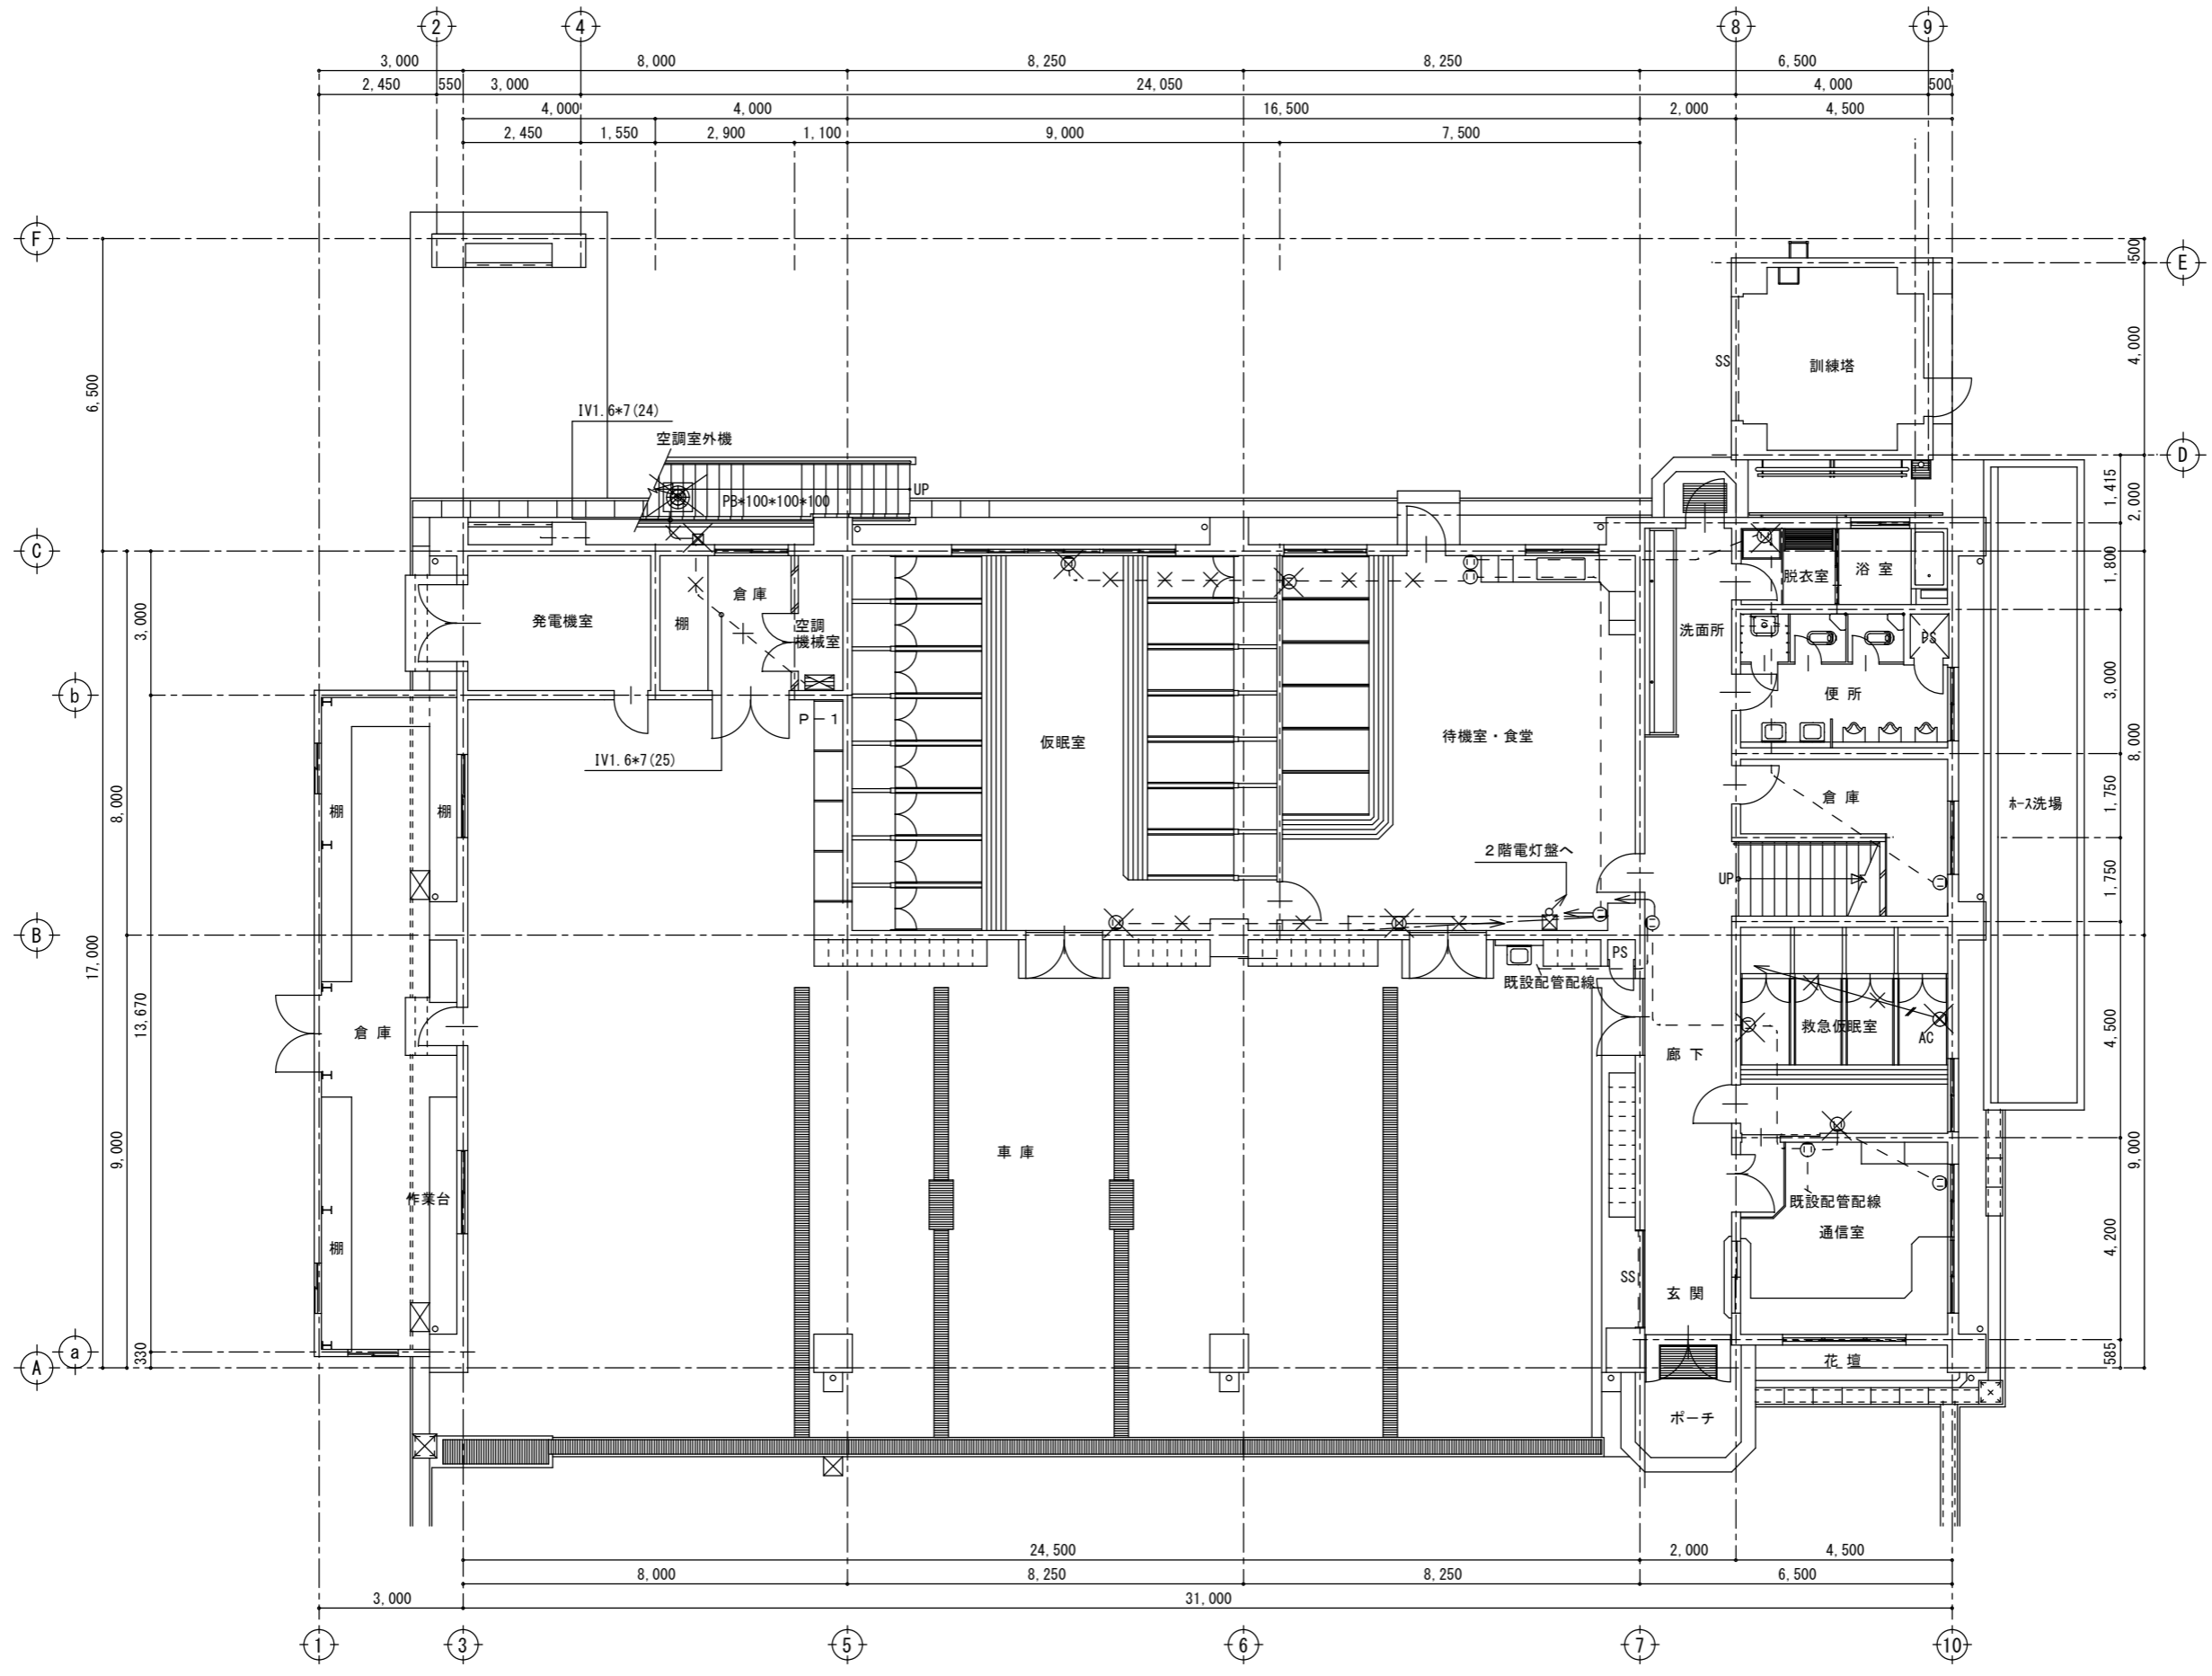 2
4
8
9
3,000
8,000
8,250
8,250
6,500
2,450
550
3,000
24,050
4,000
500
4,000
4,000
16,500
2,000
4,500
2,450
1,550
2,900
1,100
9,000
7,500
F
500
E
4,000
SS
訓練塔
6,500
IV1.6*7(24)
空調室外機
D
UP
PB*100*100*100
1,415
2,000
C
脱衣室
浴 室
1,800
倉 庫
3,000
発電機室
棚
空調
機械室
洗面所
PS
b
便 所
3,000
P-1
仮眠室
待機室・食堂
8,000
IV1.6*7(25)
8,000
棚
棚
倉 庫
1,750
ホース洗場
2階電灯盤へ
UP
1,750
B
17,000
PS
既設配管配線
13,670
倉 庫
救急仮眠室
AC
4,500
廊 下
9,000
車 庫
9,000
作業台
既設配管配線
通信室
棚
4,200
SS
玄 関
330
a
A
花 壇
585
ポーチ
24,500
2,000
4,500
8,000
8,250
8,250
6,500
3,000
31,000
1
3
5
6
7
10